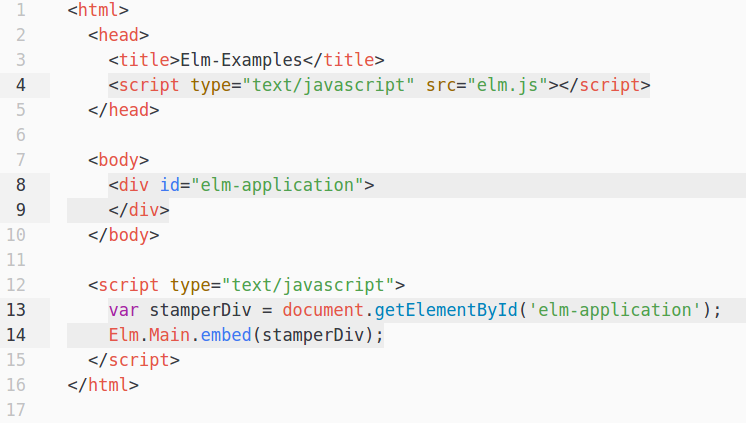 1 <html>
2   <head>
3     <title>Elm-Examples</title>
4     <script type="text/javascript" src="elm.js"></script>
5   </head>
6
7   <body>
8     <div id="elm-application">
9     </div>
10   </body>
11
12   <script type="text/javascript">
13     var stamperDiv = document.getElementById('elm-application');
14     Elm.Main.embed(stamperDiv);
15   </script>
16 </html>
17